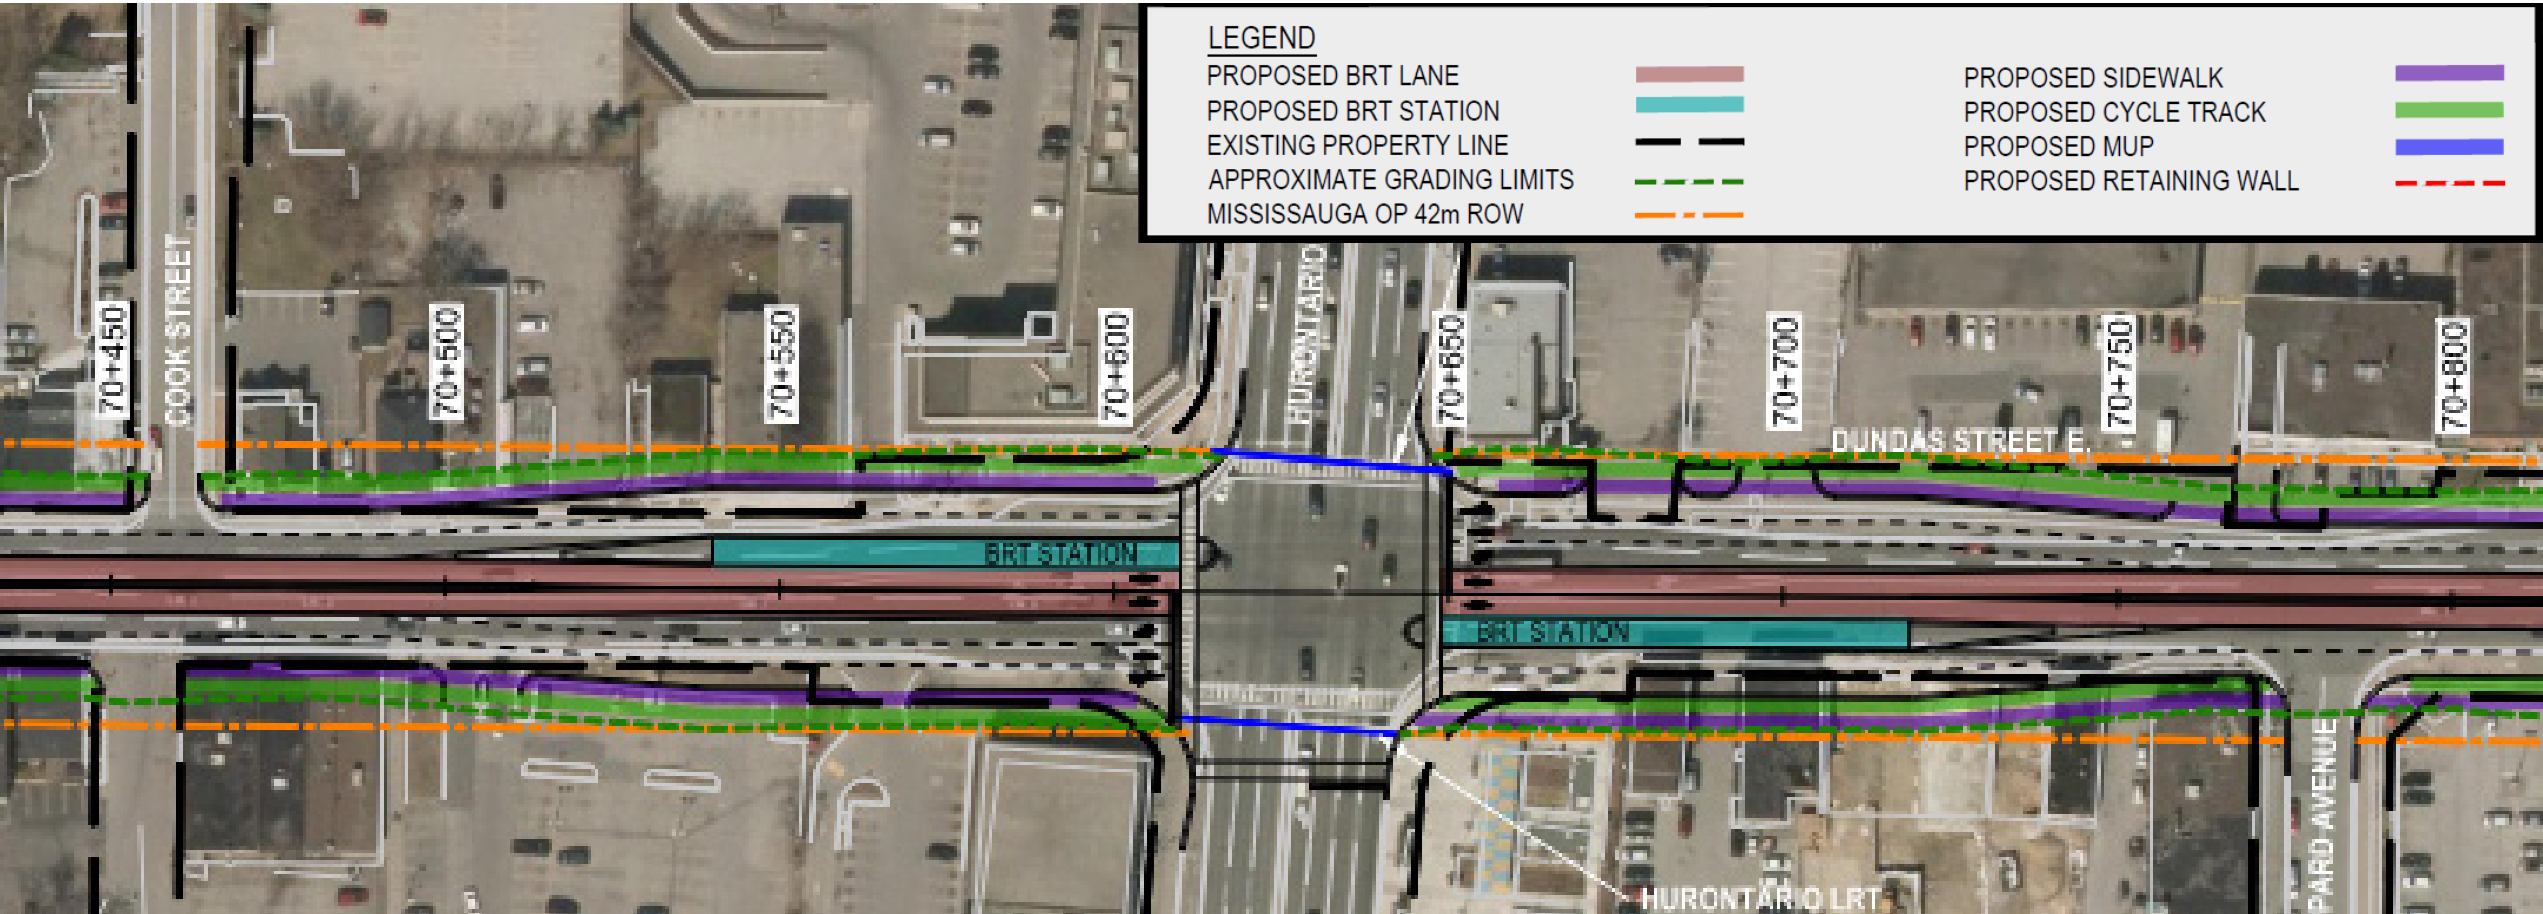 LEGEND
PROPOSED BRT LANE
PROPOSED BRT STATION
EXISTING PROPERTY LINE
APPROXIMATE GRADING LIMITS
MISSISSAUGA OP 42m ROW
PROPOSED SIDEWALK
PROPOSED CYCLE TRACK
PROPOSED MUP
PROPOSED RETAINING WALL
70+450
COOK STREET
70+500
70+550
70+600
HURONTARIO
70+650
70+700
70+750
70+800
DUNDAS STREET E.
BRT STATION
BRT STATION
PARD AVENUE
HURONTARIO LRT